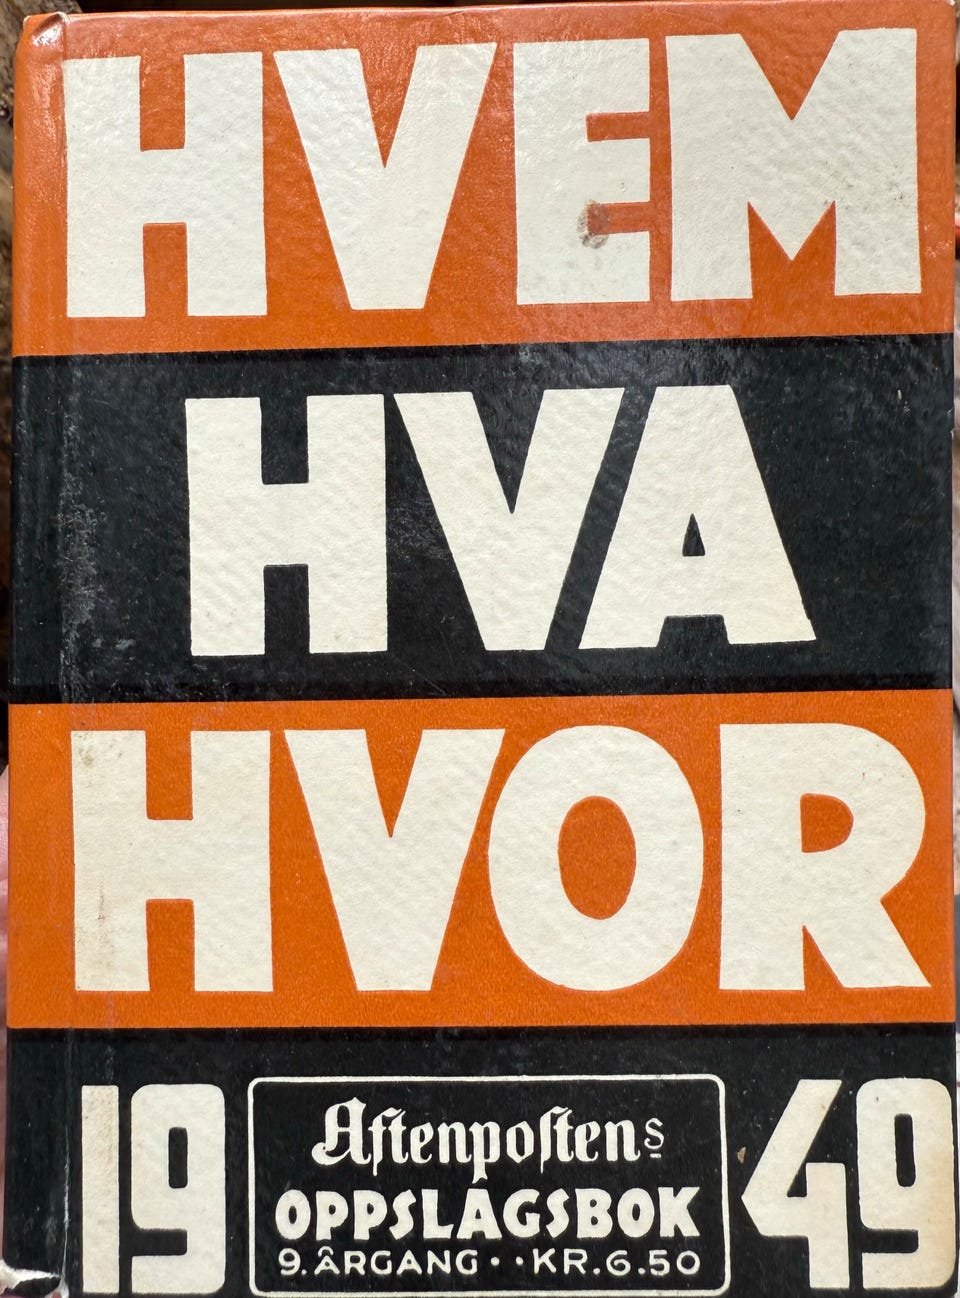 HVEM
HVA
HVOR
19 49
Aftenpostens
OPPSLAGSBOK
9. ÅRGANG · · KR. 6.50